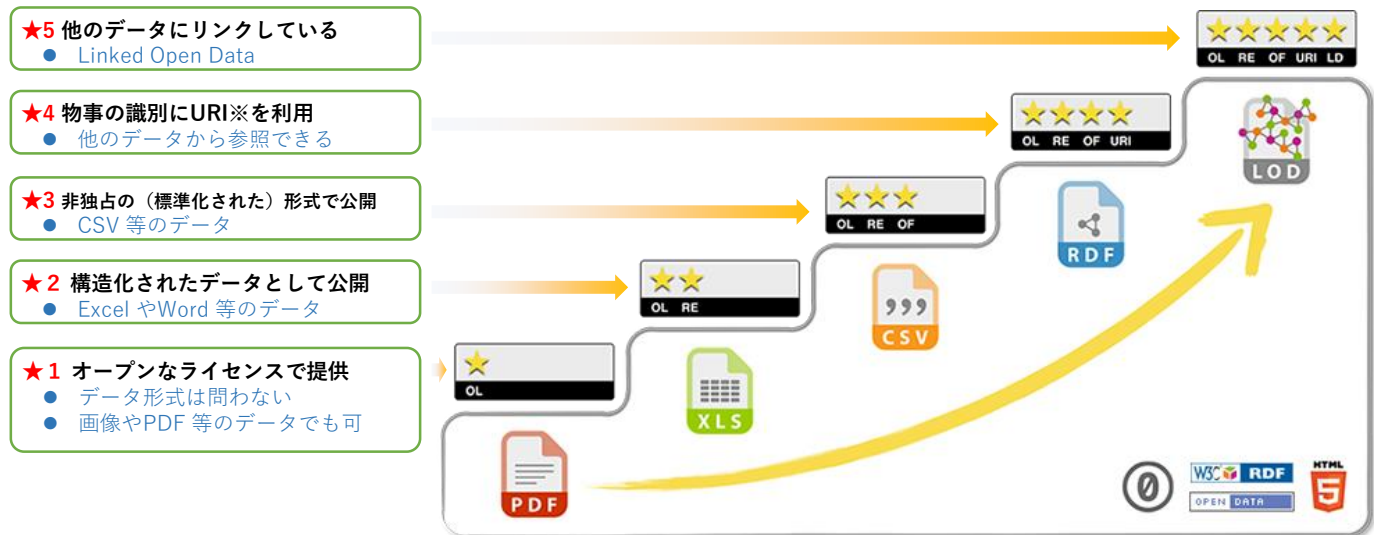 ★5 他のデータにリンクしている
● Linked Open Data
OL RE OF URI LD
★4 物事の識別にURI※を利用
● 他のデータから参照できる
OL RE OF URI
LOD
★3 非独占の（標準化された）形式で公開
● CSV 等のデータ
OL RE OF
RDF
★２ 構造化されたデータとして公開
● Excel やWord 等のデータ
OL RE
,,,
CSV
★１ オープンなライセンスで提供
● データ形式は問わない
● 画像やPDF 等のデータでも可
OL
XLS
PDF
0
W3C RDF
OPEN DATA
HTML
5